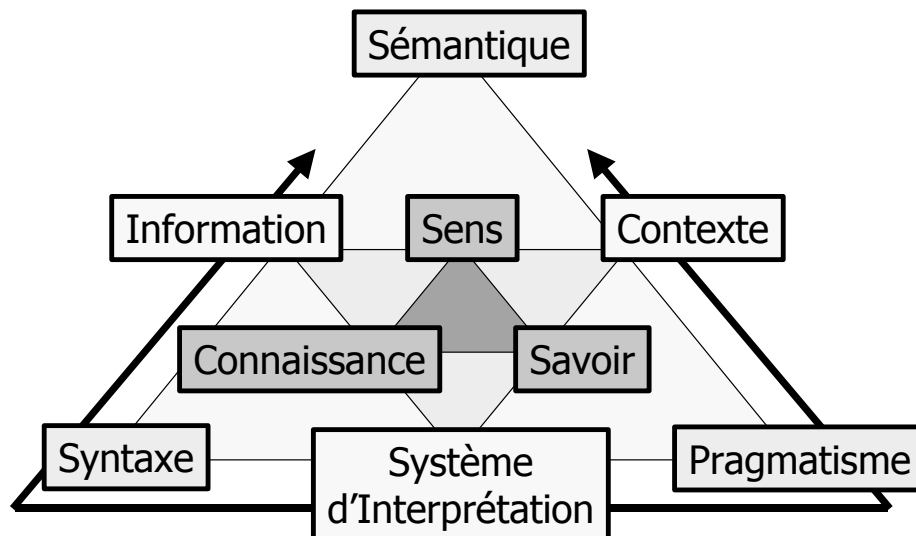 Sémantique
Information
Sens
Contexte
Connaissance
Savoir
Syntaxe
Système
d'Interprétation
Pragmatisme